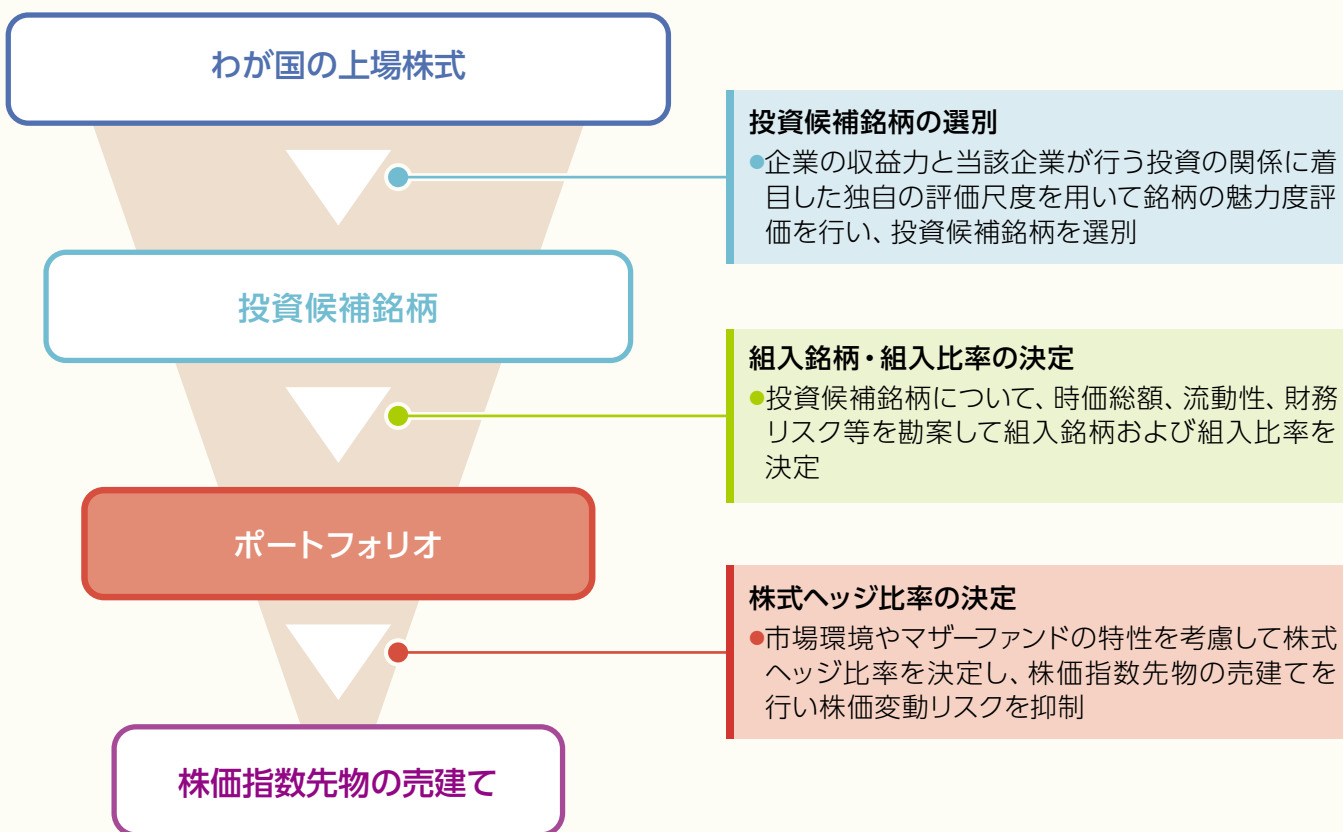 わが国の上場株式
投資候補銘柄の選別
●企業の収益力と当該企業が行う投資の関係に着
目した独自の評価尺度を用いて銘柄の魅力度評
価を行い、投資候補銘柄を選別
投資候補銘柄
組入銘柄・組入比率の決定
●投資候補銘柄について、時価総額、流動性、財務
リスク等を勘案して組入銘柄および組入比率を
決定
ポートフォリオ
株式ヘッジ比率の決定
●市場環境やマザーファンドの特性を考慮して株式
ヘッジ比率を決定し、株価指数先物の売建てを
行い株価変動リスクを抑制
株価指数先物の売建て